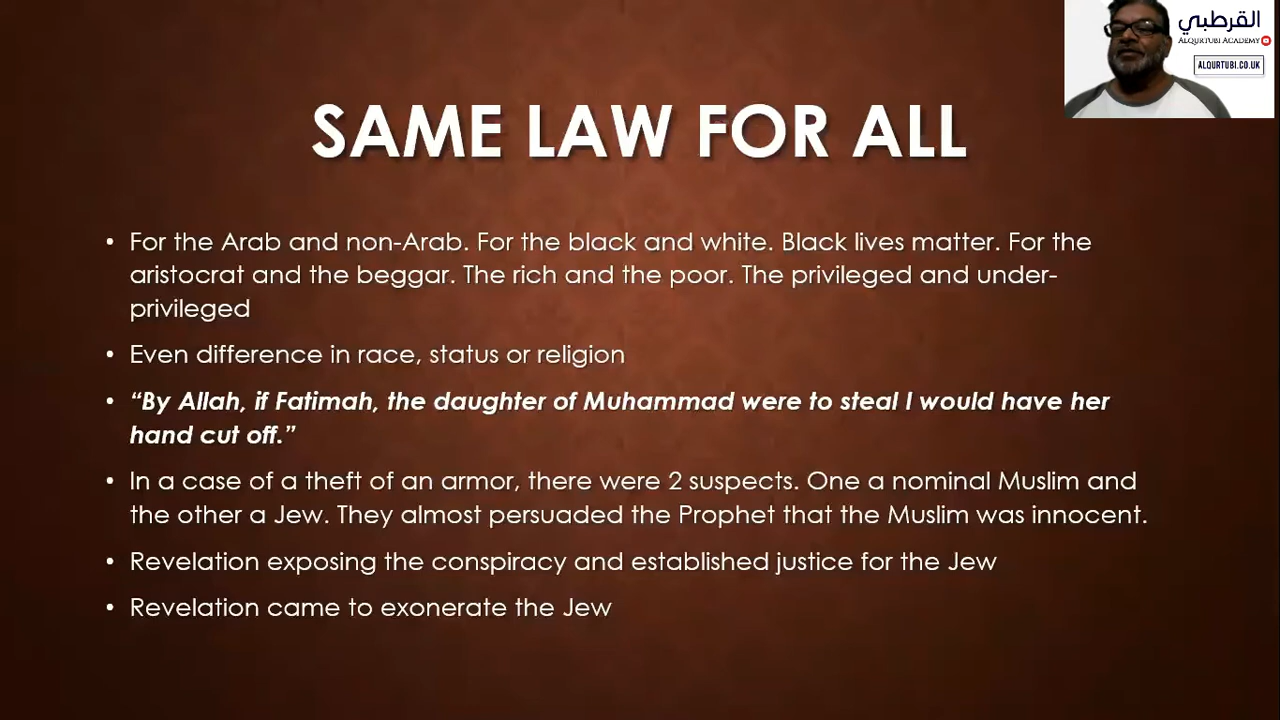 القرطبي
ALQURTUBI ACADEMY
ALQURTUBI.CO.UK
SAME LAW FOR ALL
• For the Arab and non-Arab. For the black and white. Black lives matter. For the
aristocrat and the beggar. The rich and the poor. The privileged and under-
privileged
• Even difference in race, status or religion
• “By Allah, if Fatimah, the daughter of Muhammad were to steal I would have her
hand cut off.”
• In a case of a theft of an armor, there were 2 suspects. One a nominal Muslim and
the other a Jew. They almost persuaded the Prophet that the Muslim was innocent.
• Revelation exposing the conspiracy and established justice for the Jew
• Revelation came to exonerate the Jew